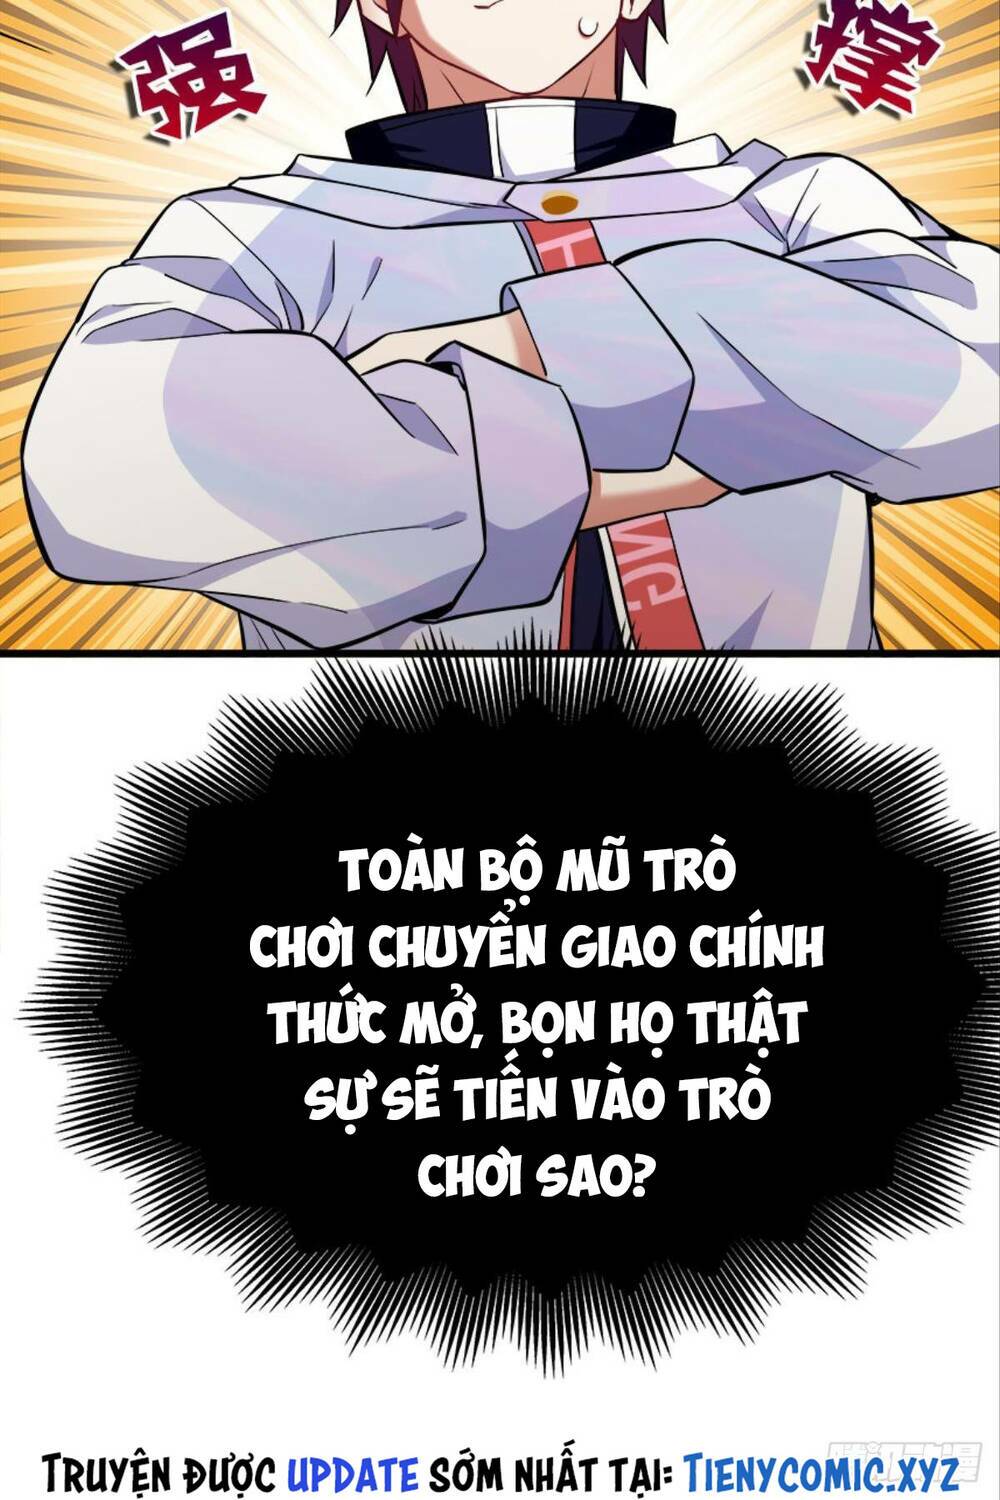 强 撑
H
MG.
TOÀN BỘ MŨ TRÒ
CHƠI CHUYỂN GIAO CHÍNH
THỨC MỞ, BỌN HỌ THẬT
SỰ SẼ TIẾN VÀO TRÒ
CHƠI SAO?
TRUYỆN ĐƯỢC UPDATE SỚM NHẤT TẠI: TIENYCOMIC.XYZ